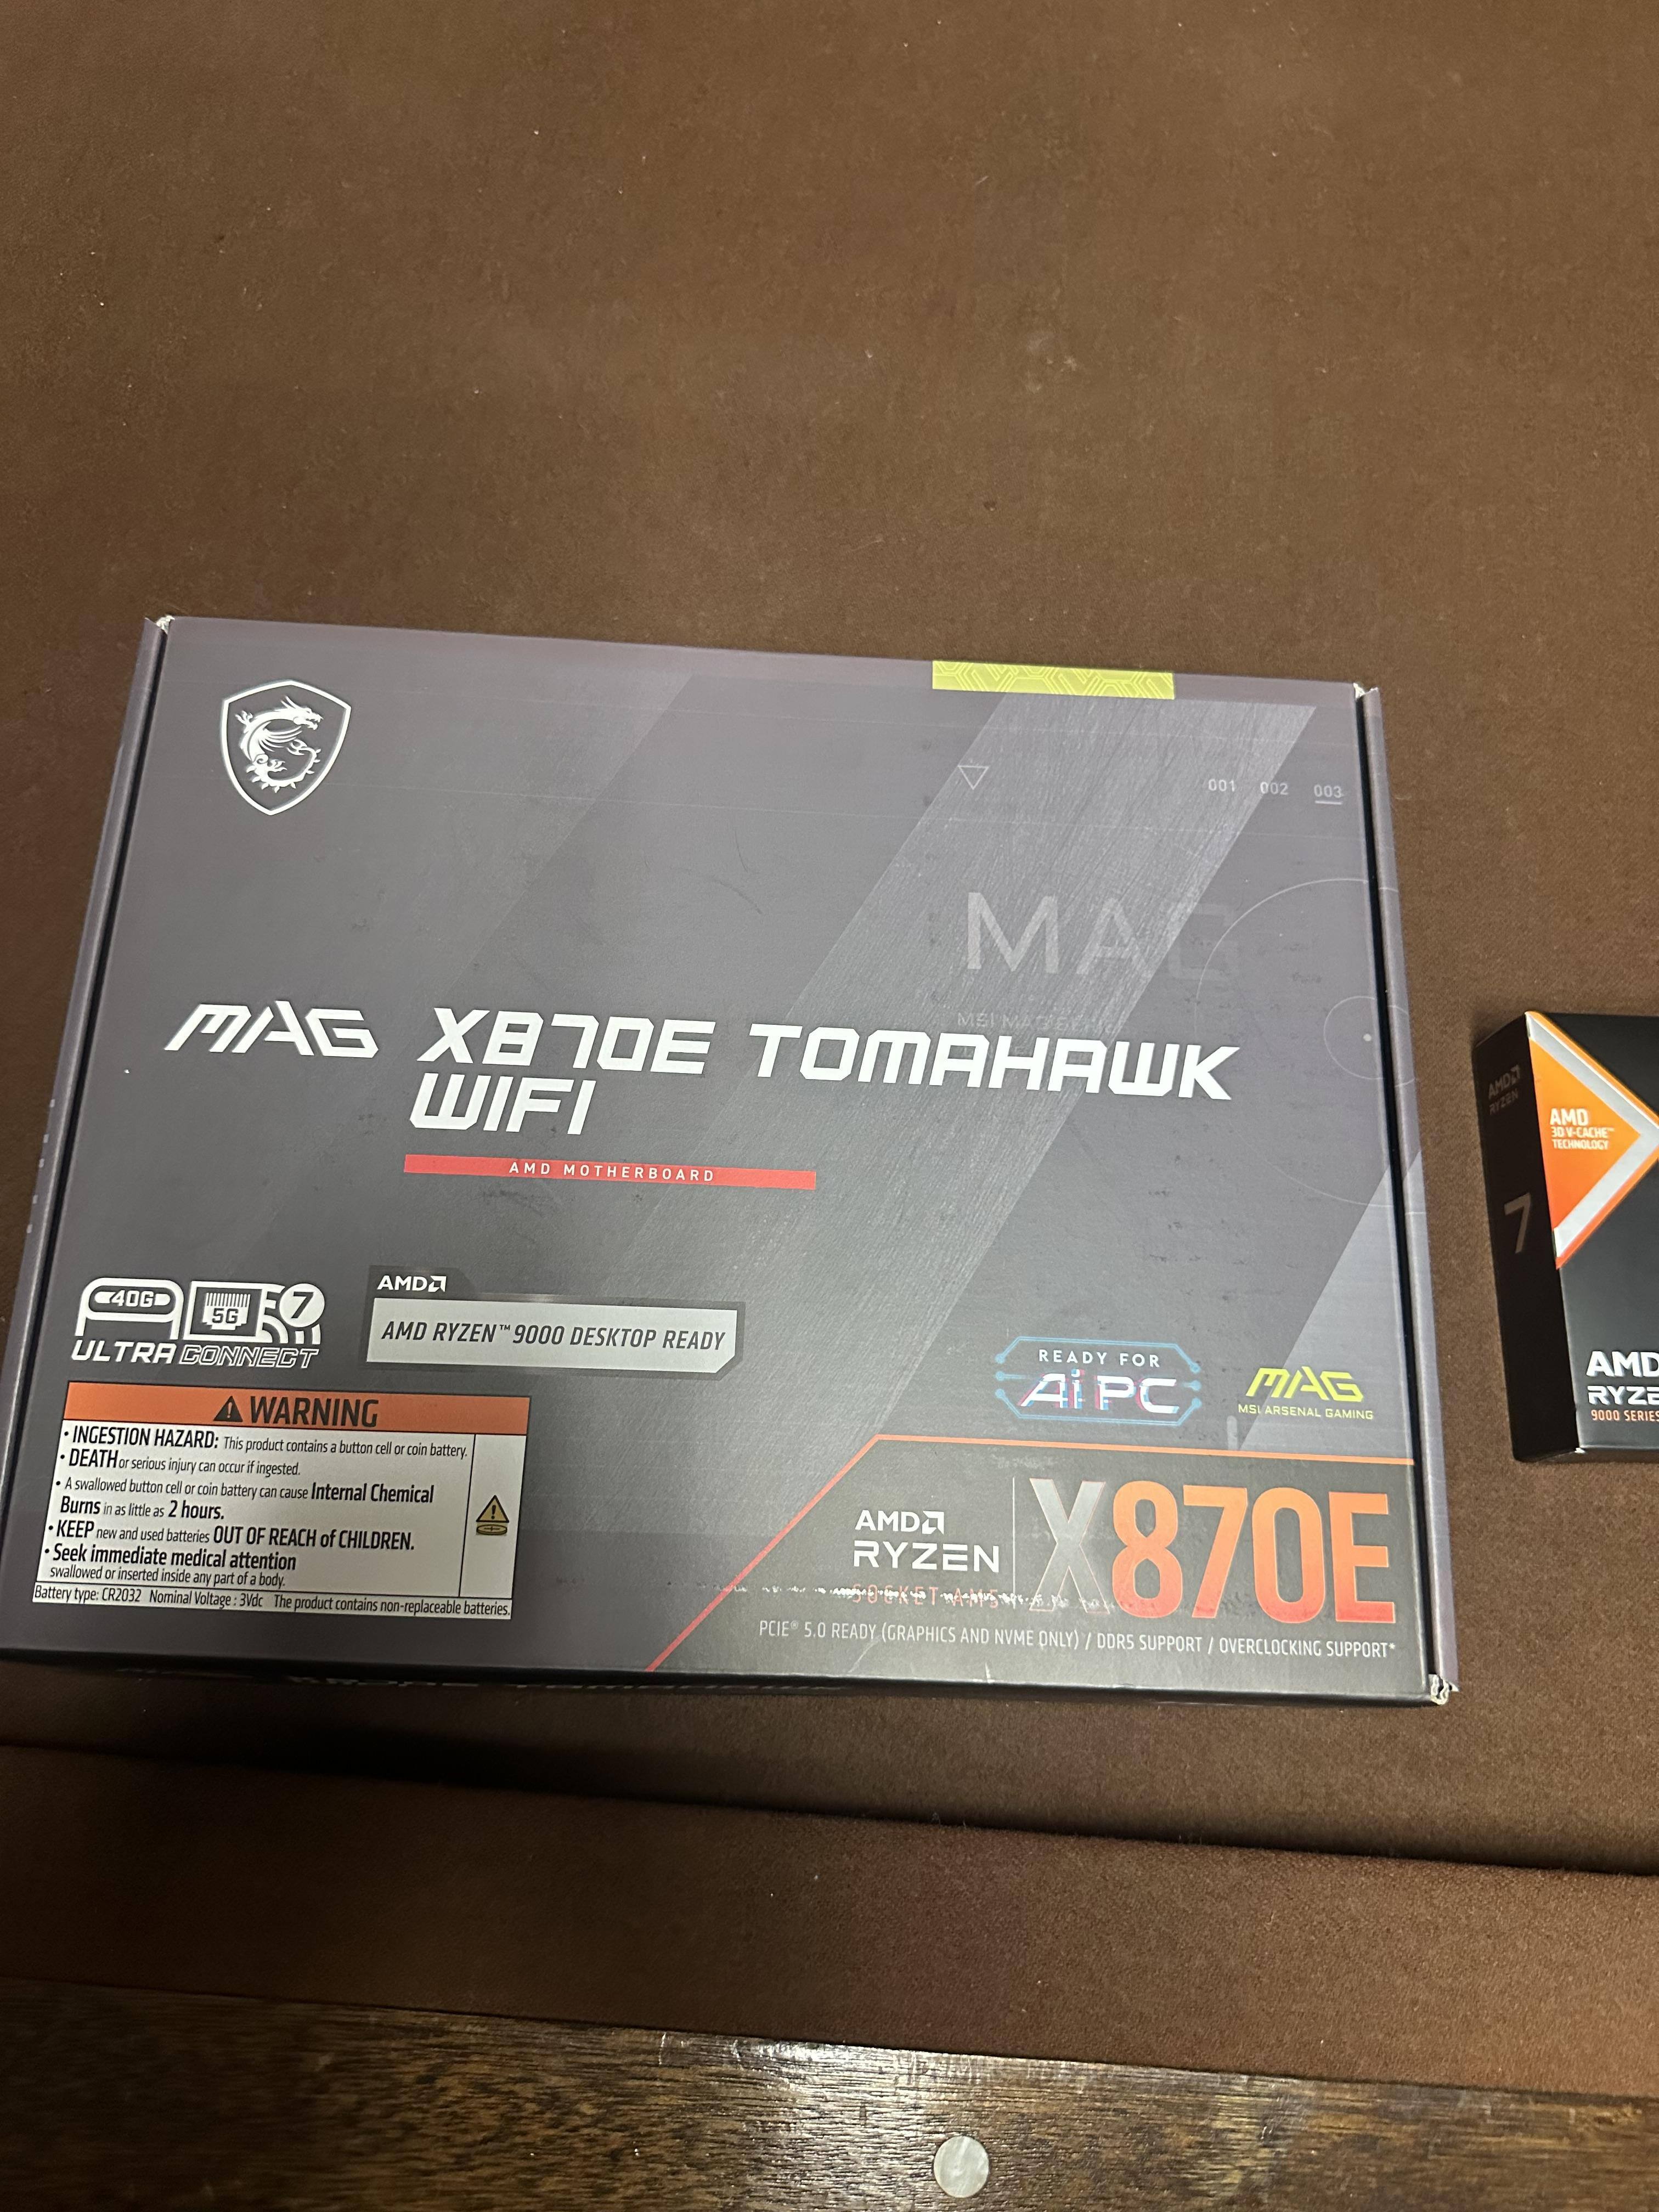 001 002 003
MAG
MAG X870E TOMAHAWK
WIFI
AMD MOTHERBOARD
40G 5G 7
ULTRA CONNECT
AMD
AMD RYZEN™ 9000 DESKTOP READY
READY FOR
Ai PC
MAG
MSI ARSENAL GAMING
⚠ WARNING
• INGESTION HAZARD: This product contains a button cell or coin battery.
• DEATH or serious injury can occur if ingested.
• A swallowed button cell or coin battery can cause Internal Chemical
Burns in as little as 2 hours.
• KEEP new and used batteries OUT OF REACH of CHILDREN.
• Seek immediate medical attention
swallowed or inserted inside any part of a body.
Battery type: CR2032 Nominal Voltage : 3Vdc The product contains non-replaceable batteries.
AMD
RYZEN
SOCKET AM5
X870E
PCIE® 5.0 READY (GRAPHICS AND NVME ONLY) / DDR5 SUPPORT / OVERCLOCKING SUPPORT*
AMD
RYZEN
7
AMD
3D V-CACHE™
TECHNOLOGY
AMD
RYZE
9000 SERIES